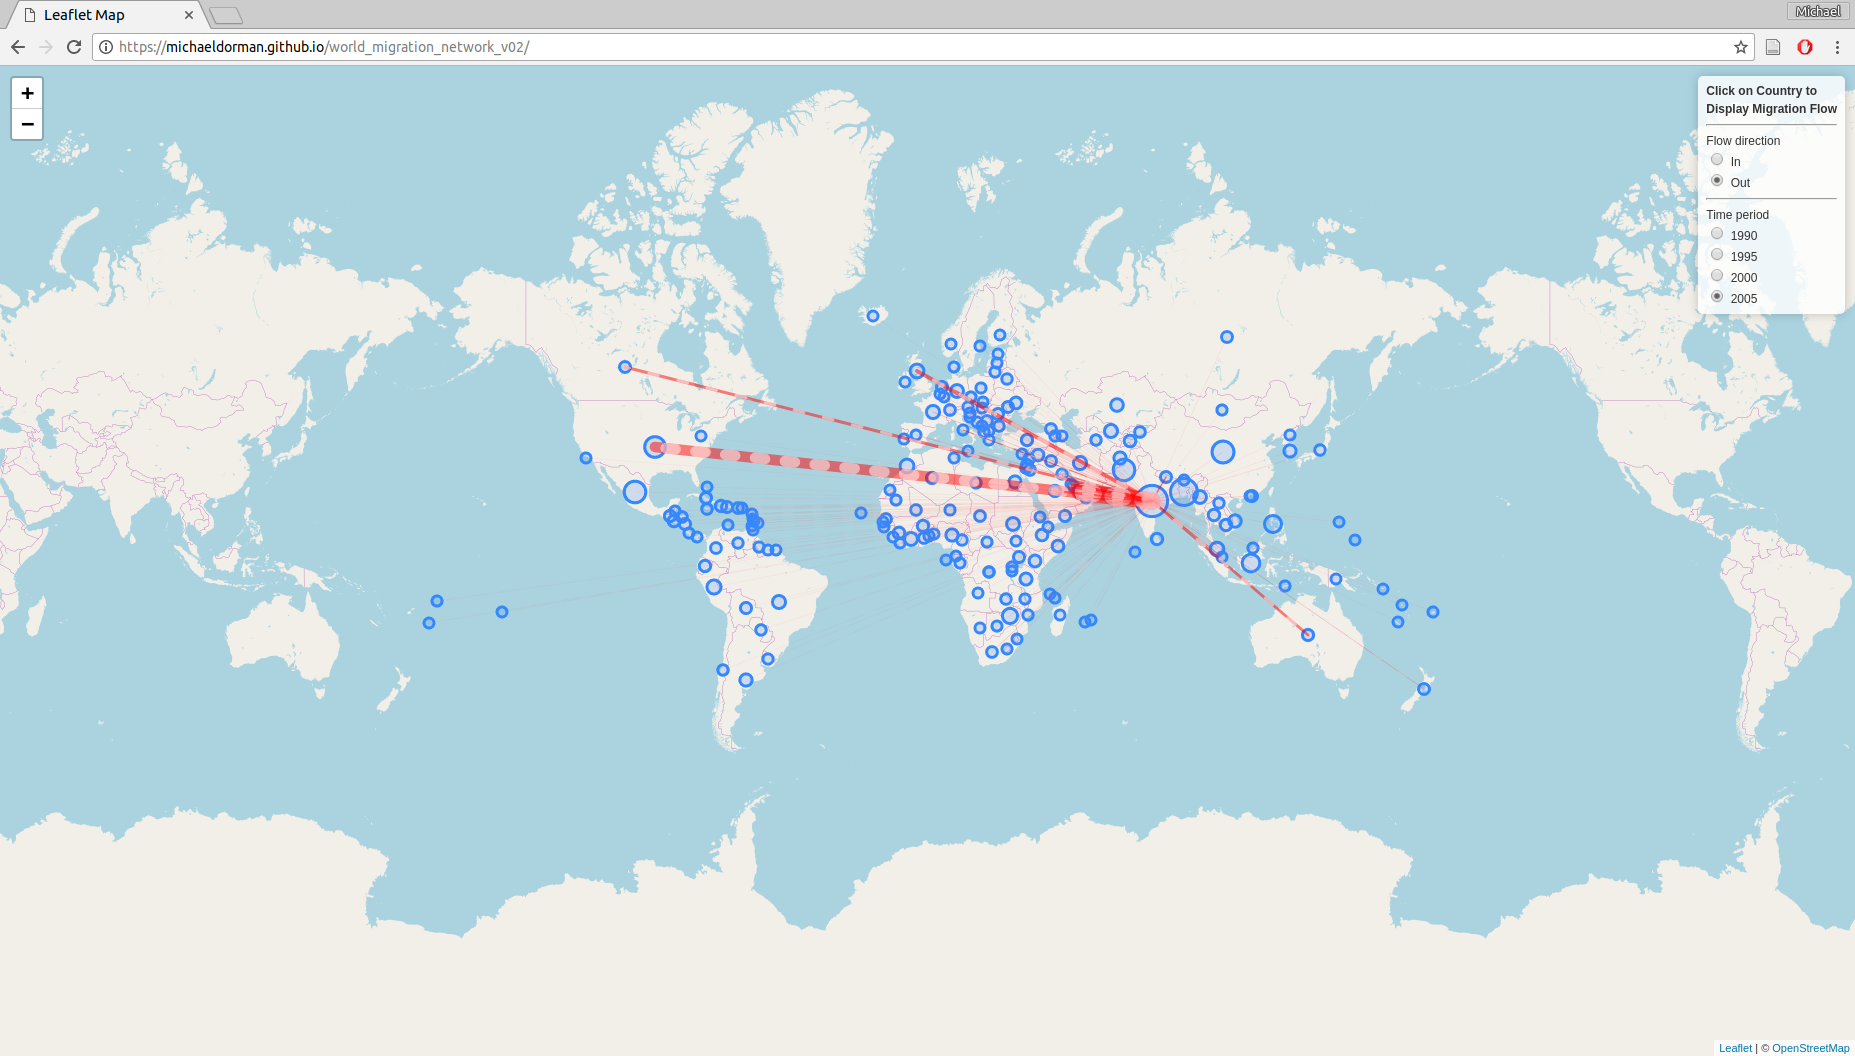 Leaflet Map
Michael
https://michaeldorman.github.io/world_migration_network_v02/
+
−
Click on Country to
Display Migration Flow
Flow direction
In
Out
Time period
1990
1995
2000
2005
Leaflet | © OpenStreetMap